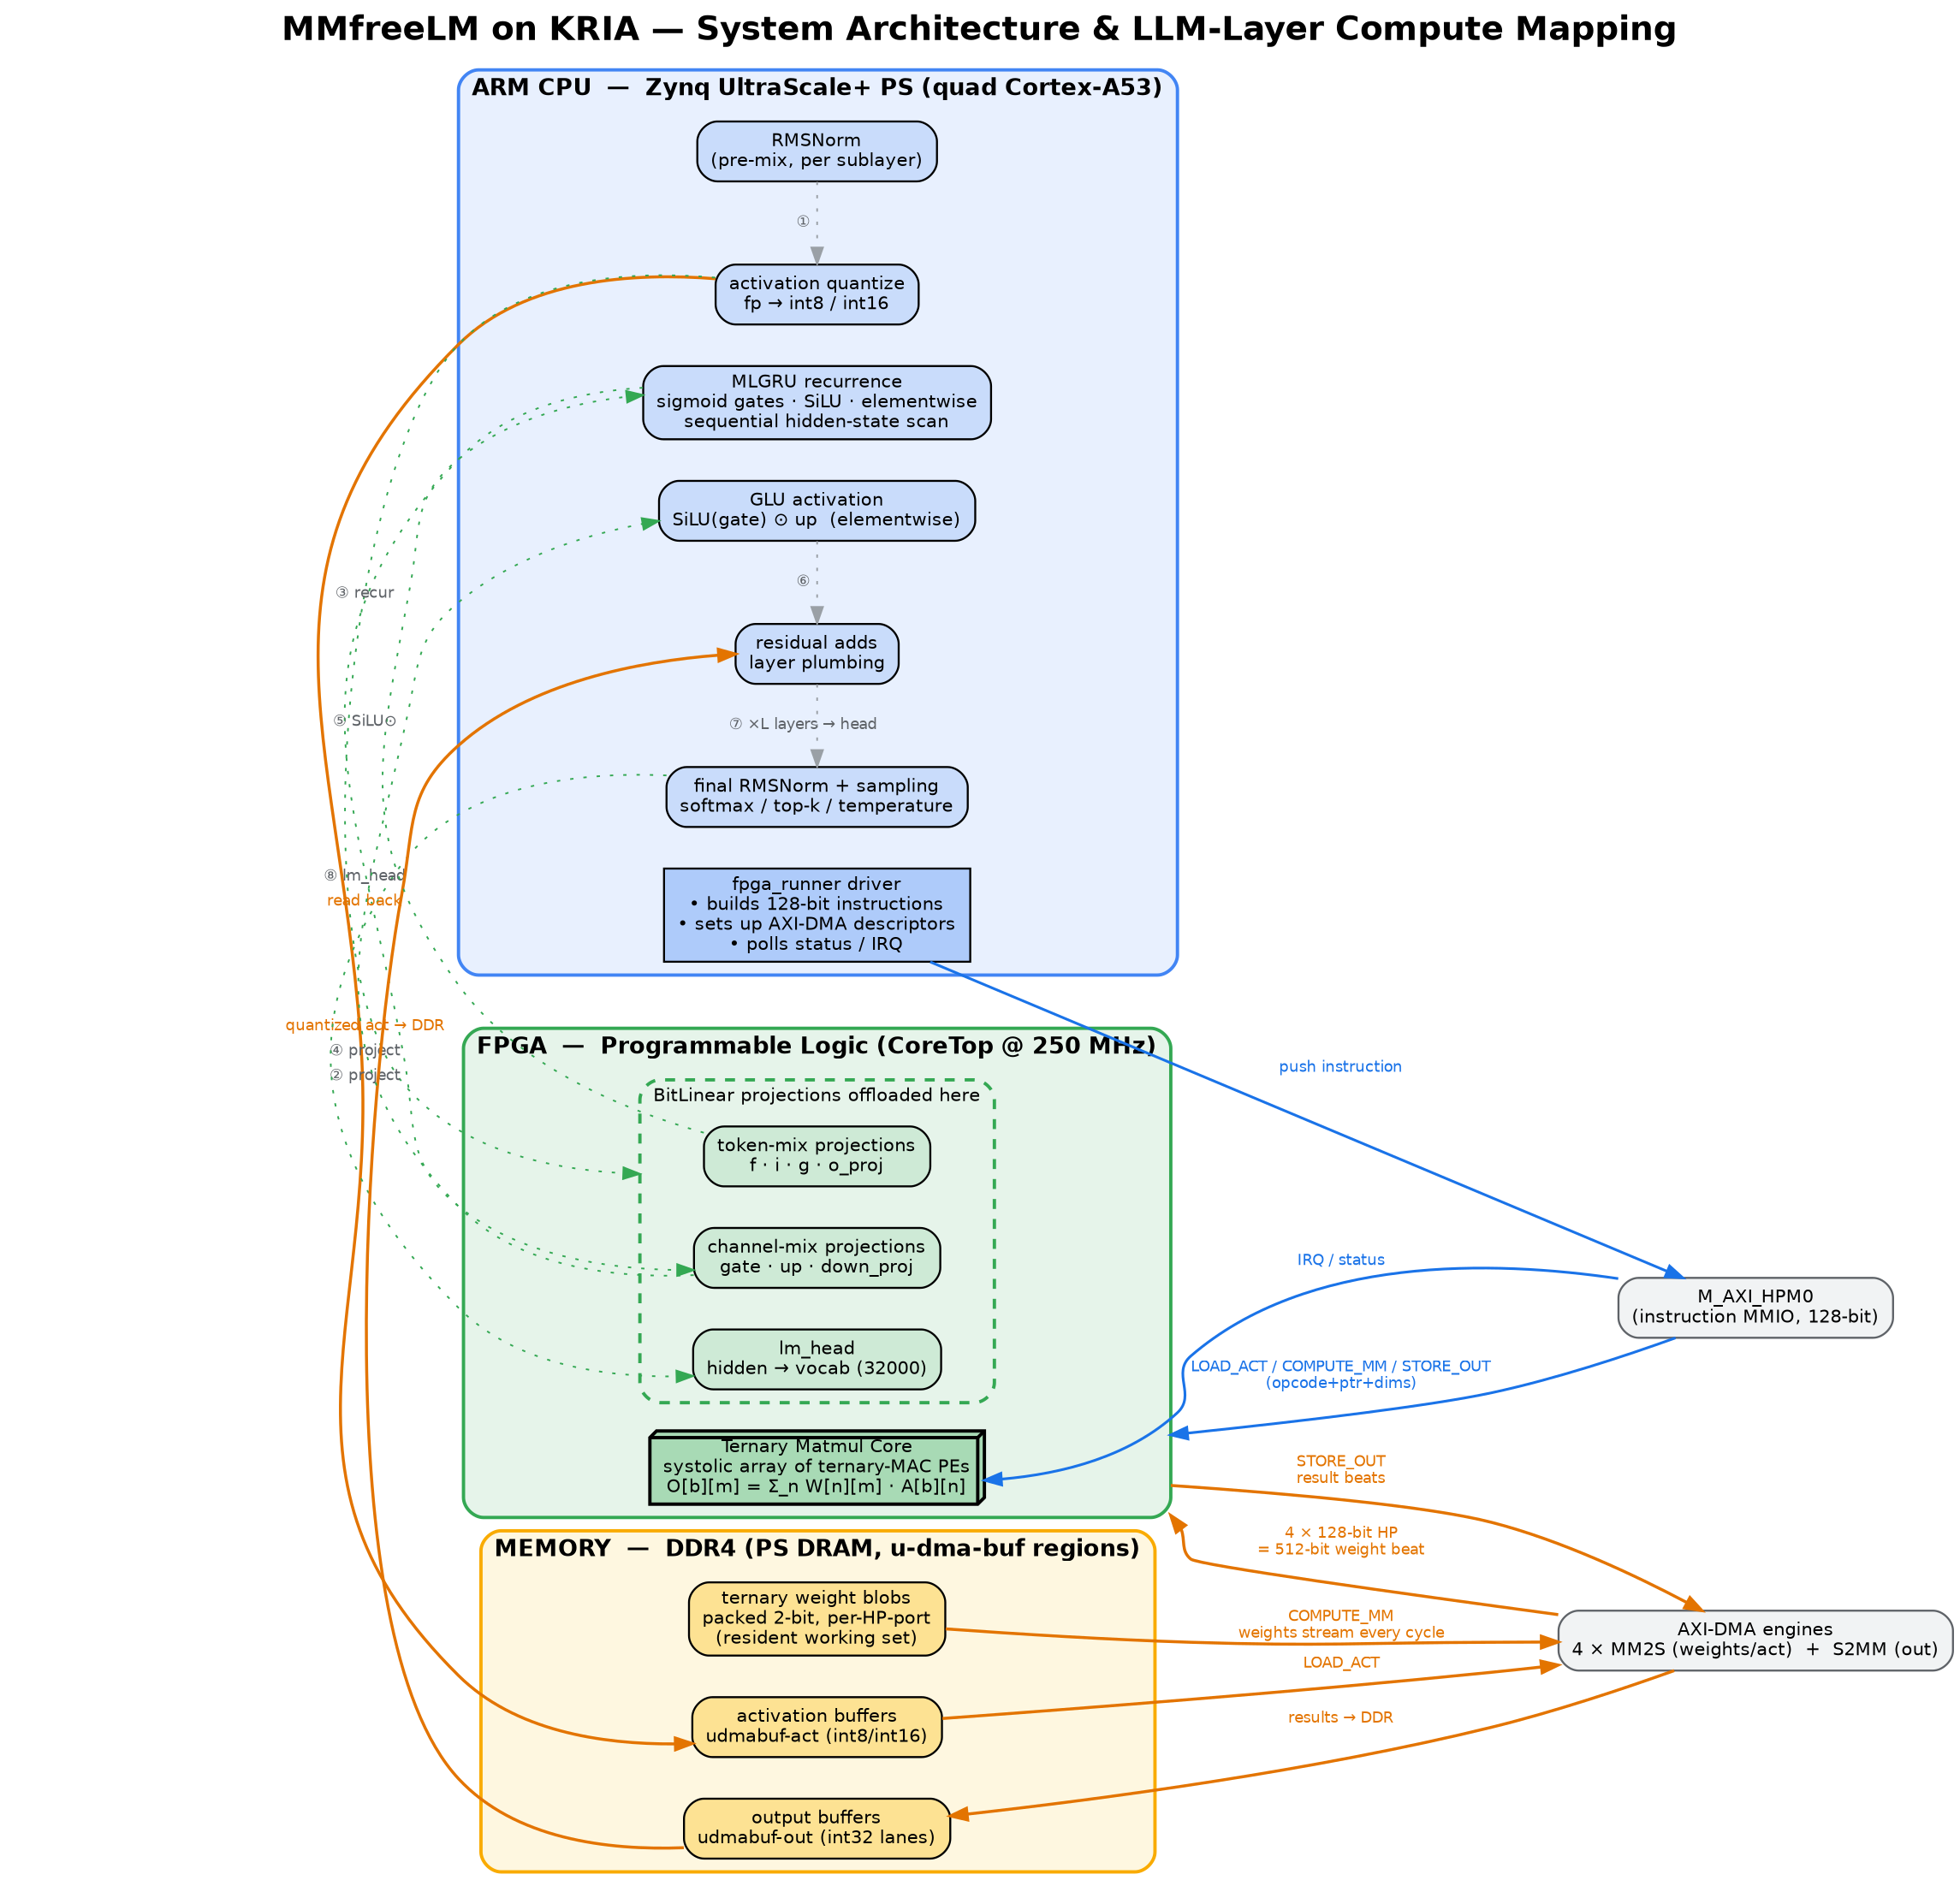 MMfreeLM on KRIA — System Architecture & LLM-Layer Compute Mapping
ARM CPU — Zynq UltraScale+ PS (quad Cortex-A53)
RMSNorm
(pre-mix, per sublayer)
①
activation quantize
fp → int8 / int16
MLGRU recurrence
sigmoid gates · SiLU · elementwise
sequential hidden-state scan
GLU activation
SiLU(gate) ⊙ up (elementwise)
③ recur
⑥
residual adds
layer plumbing
⑤ SiLU⊙
⑦ ×L layers → head
final RMSNorm + sampling
softmax / top-k / temperature
⑧ lm_head
read back
fpga_runner driver
• builds 128-bit instructions
• sets up AXI-DMA descriptors
• polls status / IRQ
quantized act → DDR
④ project
② project
FPGA — Programmable Logic (CoreTop @ 250 MHz)
push instruction
BitLinear projections offloaded here
token-mix projections
f · i · g · o_proj
channel-mix projections
gate · up · down_proj
IRQ / status
M_AXI_HPM0
(instruction MMIO, 128-bit)
lm_head
hidden → vocab (32000)
LOAD_ACT / COMPUTE_MM / STORE_OUT
(opcode+ptr+dims)
Ternary Matmul Core
systolic array of ternary-MAC PEs
O[b][m] = Σ_n W[n][m] · A[b][n]
STORE_OUT
result beats
4 × 128-bit HP
= 512-bit weight beat
MEMORY — DDR4 (PS DRAM, u-dma-buf regions)
ternary weight blobs
packed 2-bit, per-HP-port
(resident working set)
COMPUTE_MM
weights stream every cycle
AXI-DMA engines
4 × MM2S (weights/act) + S2MM (out)
LOAD_ACT
activation buffers
udmabuf-act (int8/int16)
results → DDR
output buffers
udmabuf-out (int32 lanes)